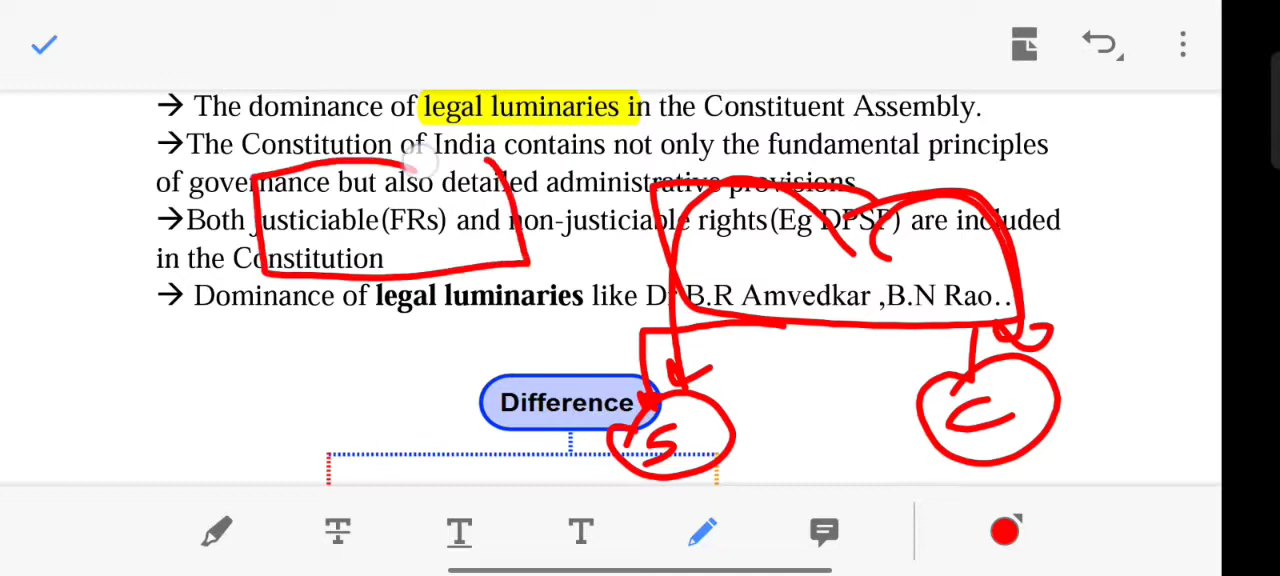 → The dominance of legal luminaries in the Constituent Assembly.
→The Constitution of India contains not only the fundamental principles
of governance but also detailed administrative provisions
→Both justiciable(FRs) and non-justiciable rights(Eg DPSP) are included
in the Constitution
→ Dominance of legal luminaries like Dr B.R Amvedkar ,B.N Rao…
Difference
S
C